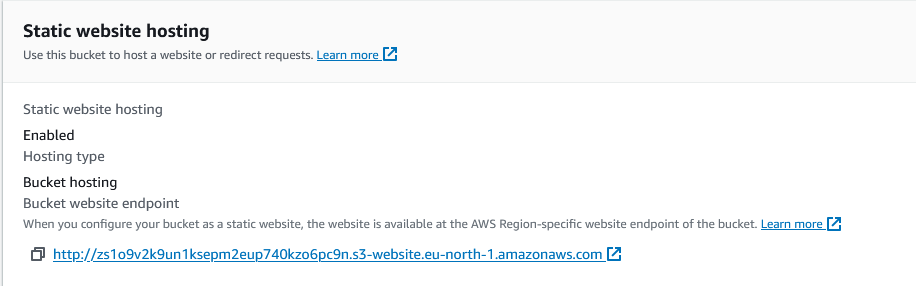 Static website hosting
Use this bucket to host a website or redirect requests. Learn more
Static website hosting
Enabled
Hosting type
Bucket hosting
Bucket website endpoint
When you configure your bucket as a static website, the website is available at the AWS Region-specific website endpoint of the bucket. Learn more
http://zs1o9v2k9un1ksepm2eup740kzo6pc9n.s3-website.eu-north-1.amazonaws.com